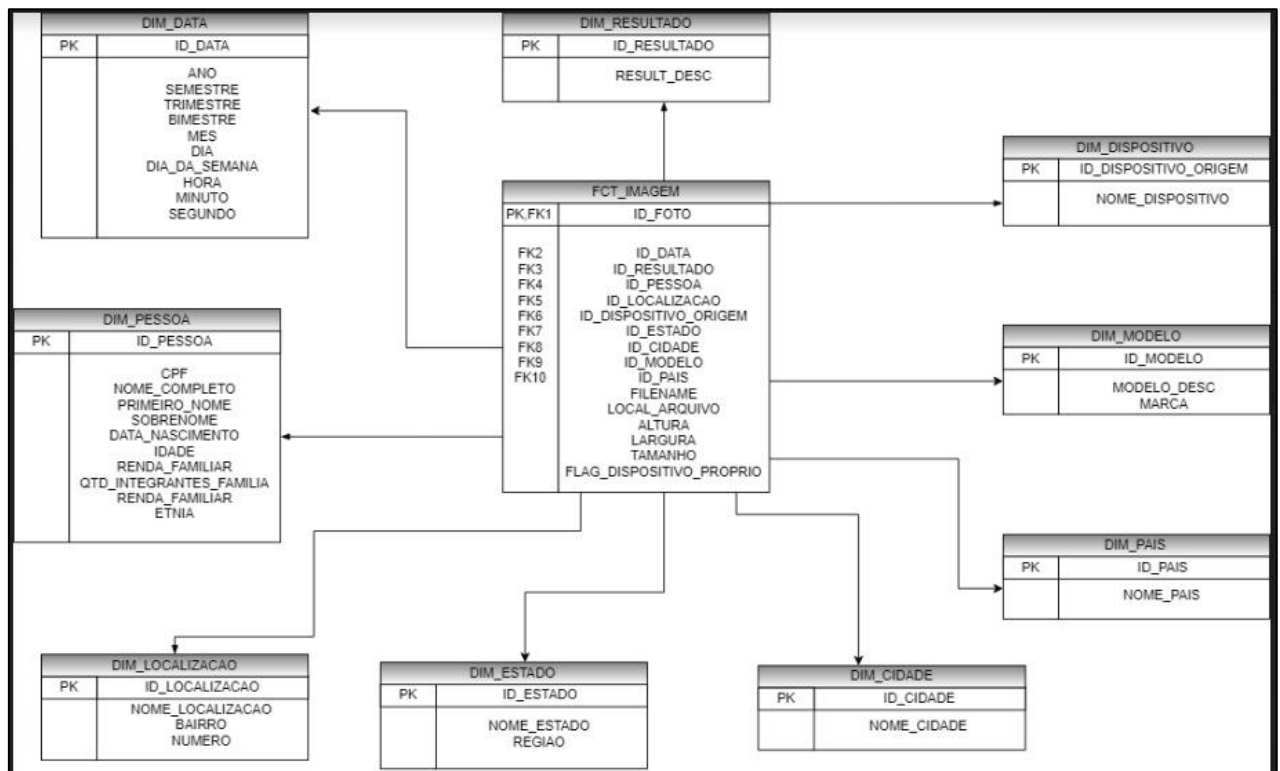 DIM_DATA
PK ID_DATA
ANO
SEMESTRE
TRIMESTRE
BIMESTRE
MES
DIA
DIA_DA_SEMANA
HORA
MINUTO
SEGUNDO
DIM_RESULTADO
PK ID_RESULTADO
RESULT_DESC
DIM_DISPOSITIVO
PK ID_DISPOSITIVO_ORIGEM
NOME_DISPOSITIVO
FCT_IMAGEM
PK,FK1 ID_FOTO
FK2 ID_DATA
FK3 ID_RESULTADO
FK4 ID_PESSOA
FK5 ID_LOCALIZACAO
FK6 ID_DISPOSITIVO_ORIGEM
FK7 ID_ESTADO
FK8 ID_CIDADE
FK9 ID_MODELO
FK10 ID_PAIS
FILENAME
LOCAL_ARQUIVO
ALTURA
LARGURA
TAMANHO
FLAG_DISPOSITIVO_PROPRIO
DIM_PESSOA
PK ID_PESSOA
CPF
NOME_COMPLETO
PRIMEIRO_NOME
SOBRENOME
DATA_NASCIMENTO
IDADE
RENDA_FAMILIAR
QTD_INTEGRANTES_FAMILIA
RENDA_FAMILIAR
ETNIA
DIM_MODELO
PK ID_MODELO
MODELO_DESC
MARCA
DIM_PAIS
PK ID_PAIS
NOME_PAIS
DIM_LOCALIZACAO
PK ID_LOCALIZACAO
NOME_LOCALIZACAO
BAIRRO
NUMERO
DIM_ESTADO
PK ID_ESTADO
NOME_ESTADO
REGIAO
DIM_CIDADE
PK ID_CIDADE
NOME_CIDADE